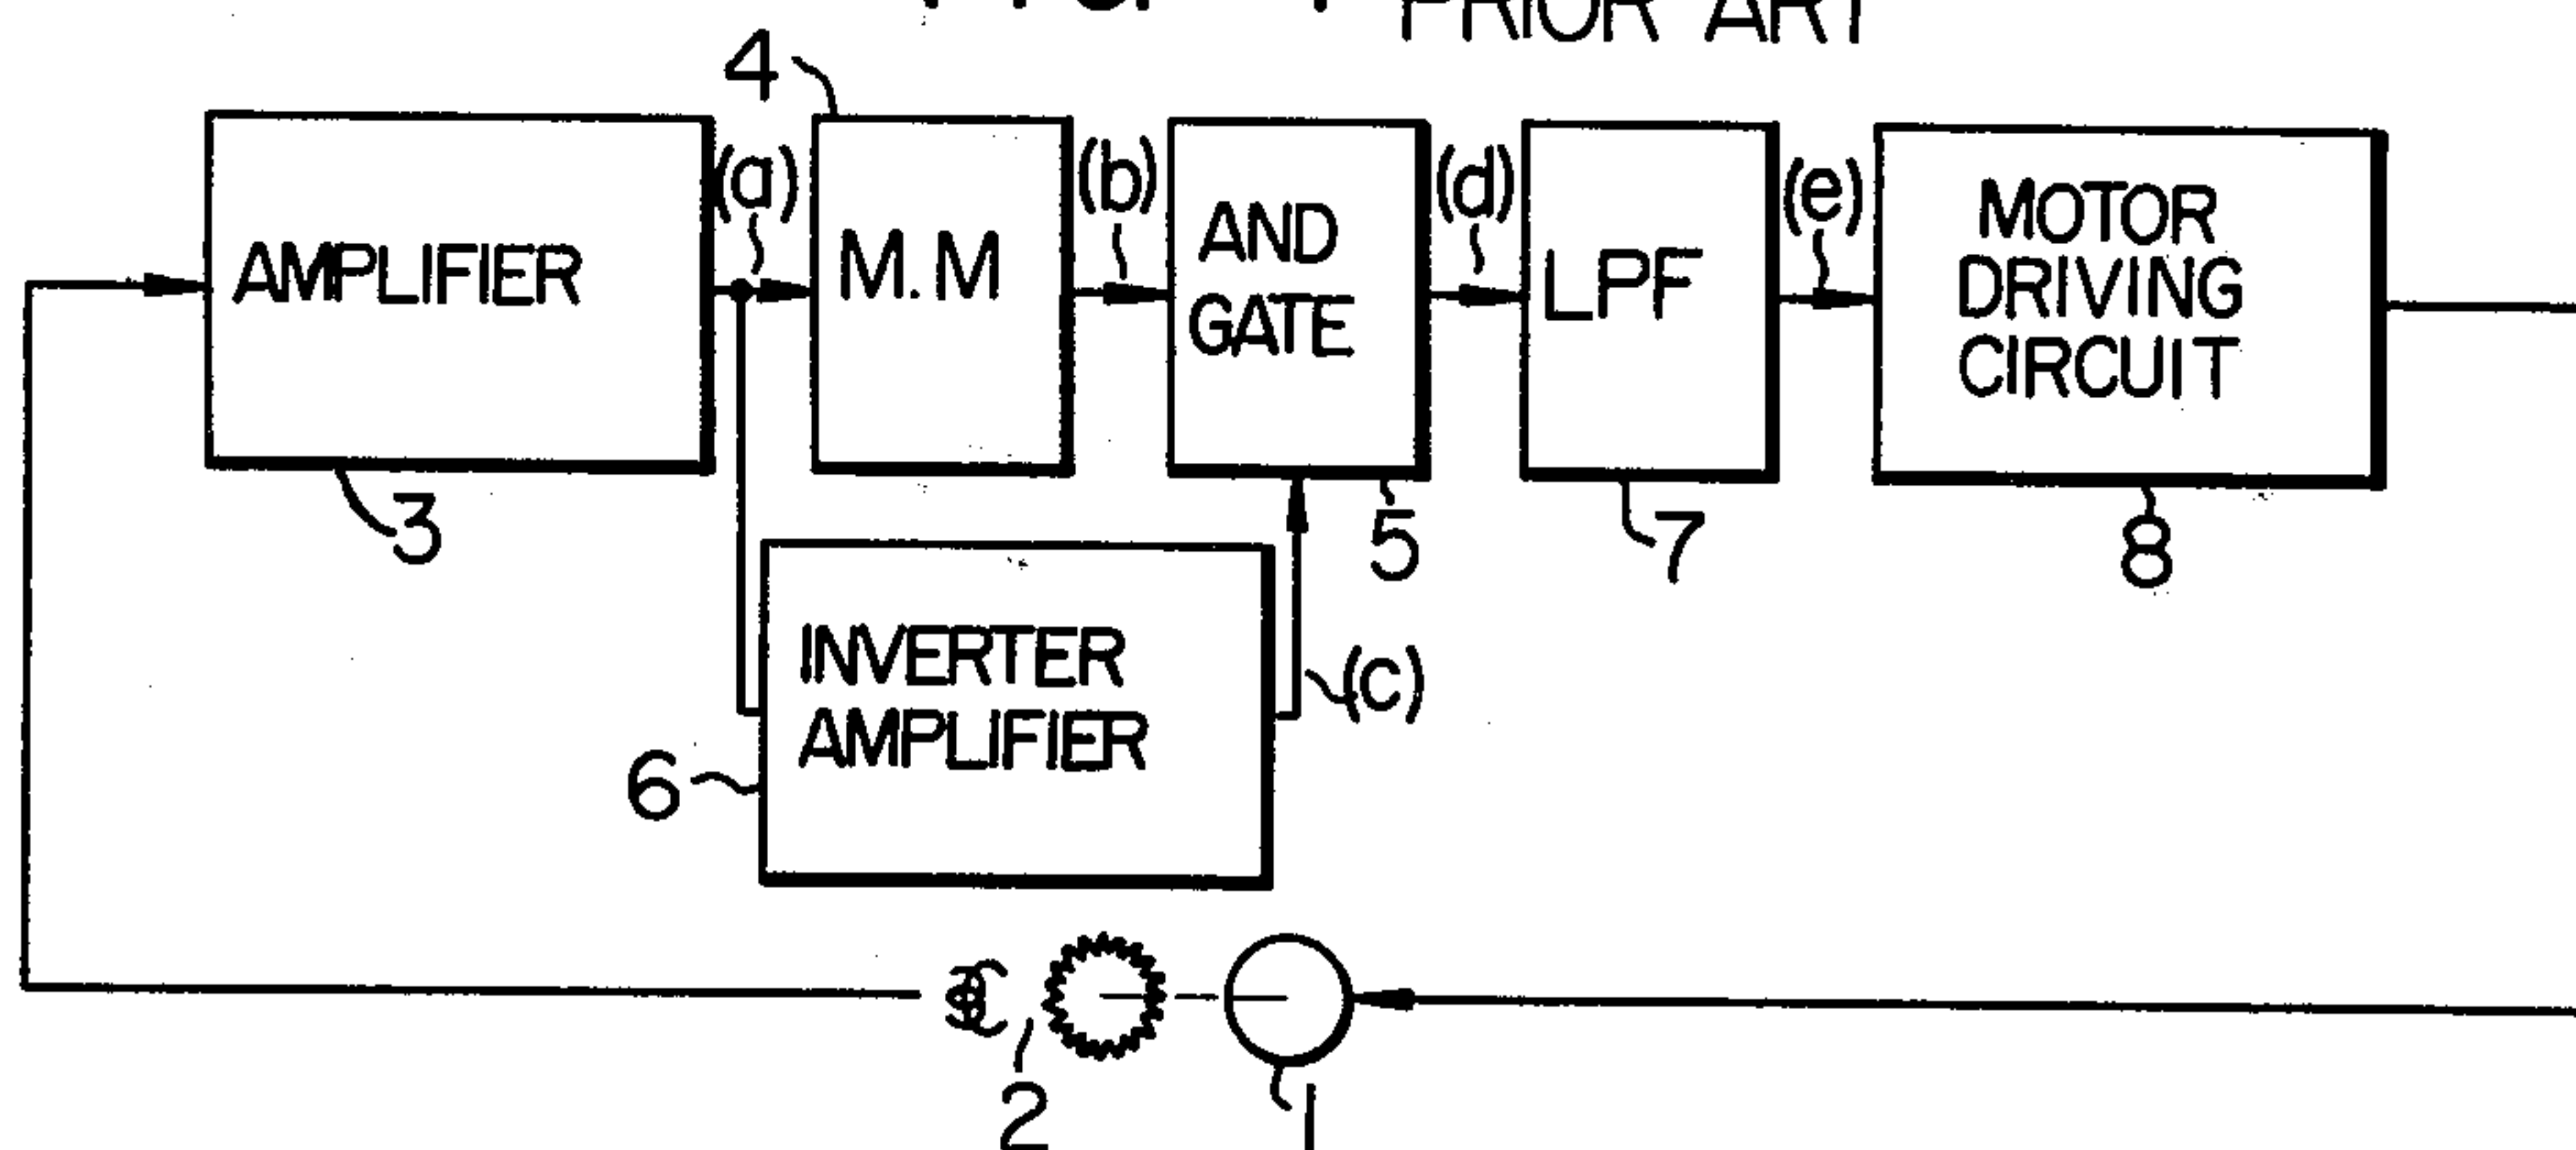 PRIOR ART
4
(a)
(b)
(d)
(e)
AMPLIFIER
M.M
AND
GATE
LPF
MOTOR
DRIVING
CIRCUIT
3
5
7
8
INVERTER
AMPLIFIER
(c)
6
2
1